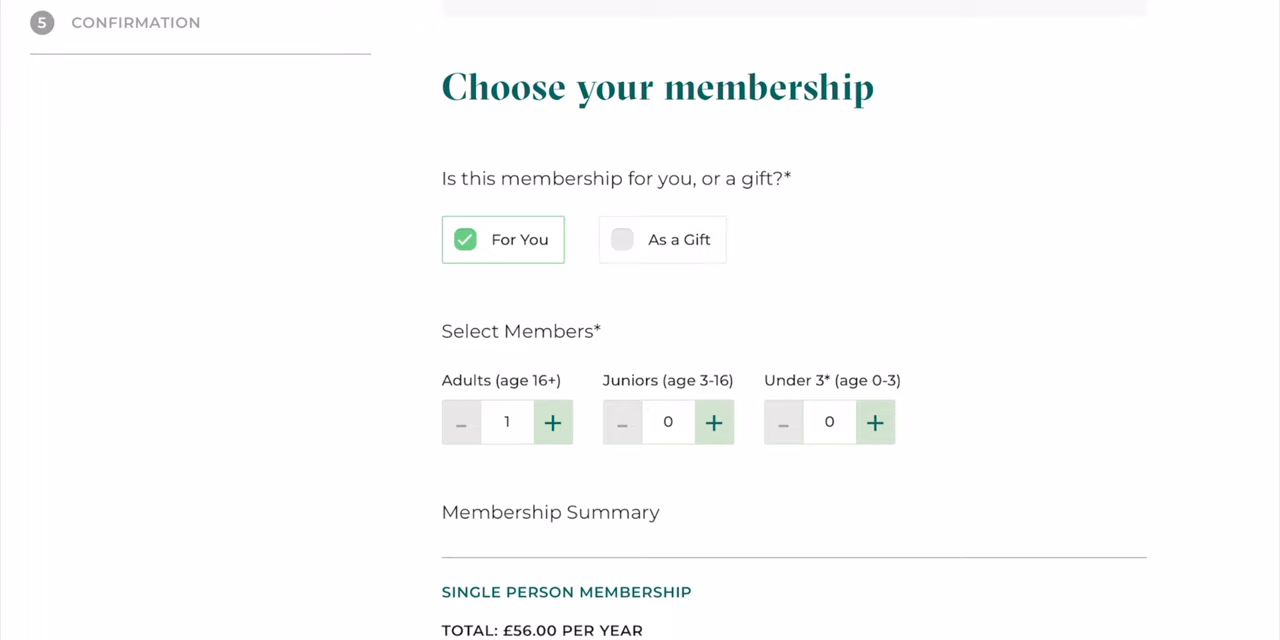 5 CONFIRMATION
Choose your membership
Is this membership for you, or a gift?*
For You As a Gift
Select Members*
Adults (age 16+) Juniors (age 3-16) Under 3* (age 0-3)
- 1 + - 0 + - 0 +
Membership Summary
SINGLE PERSON MEMBERSHIP
TOTAL: £56.00 PER YEAR